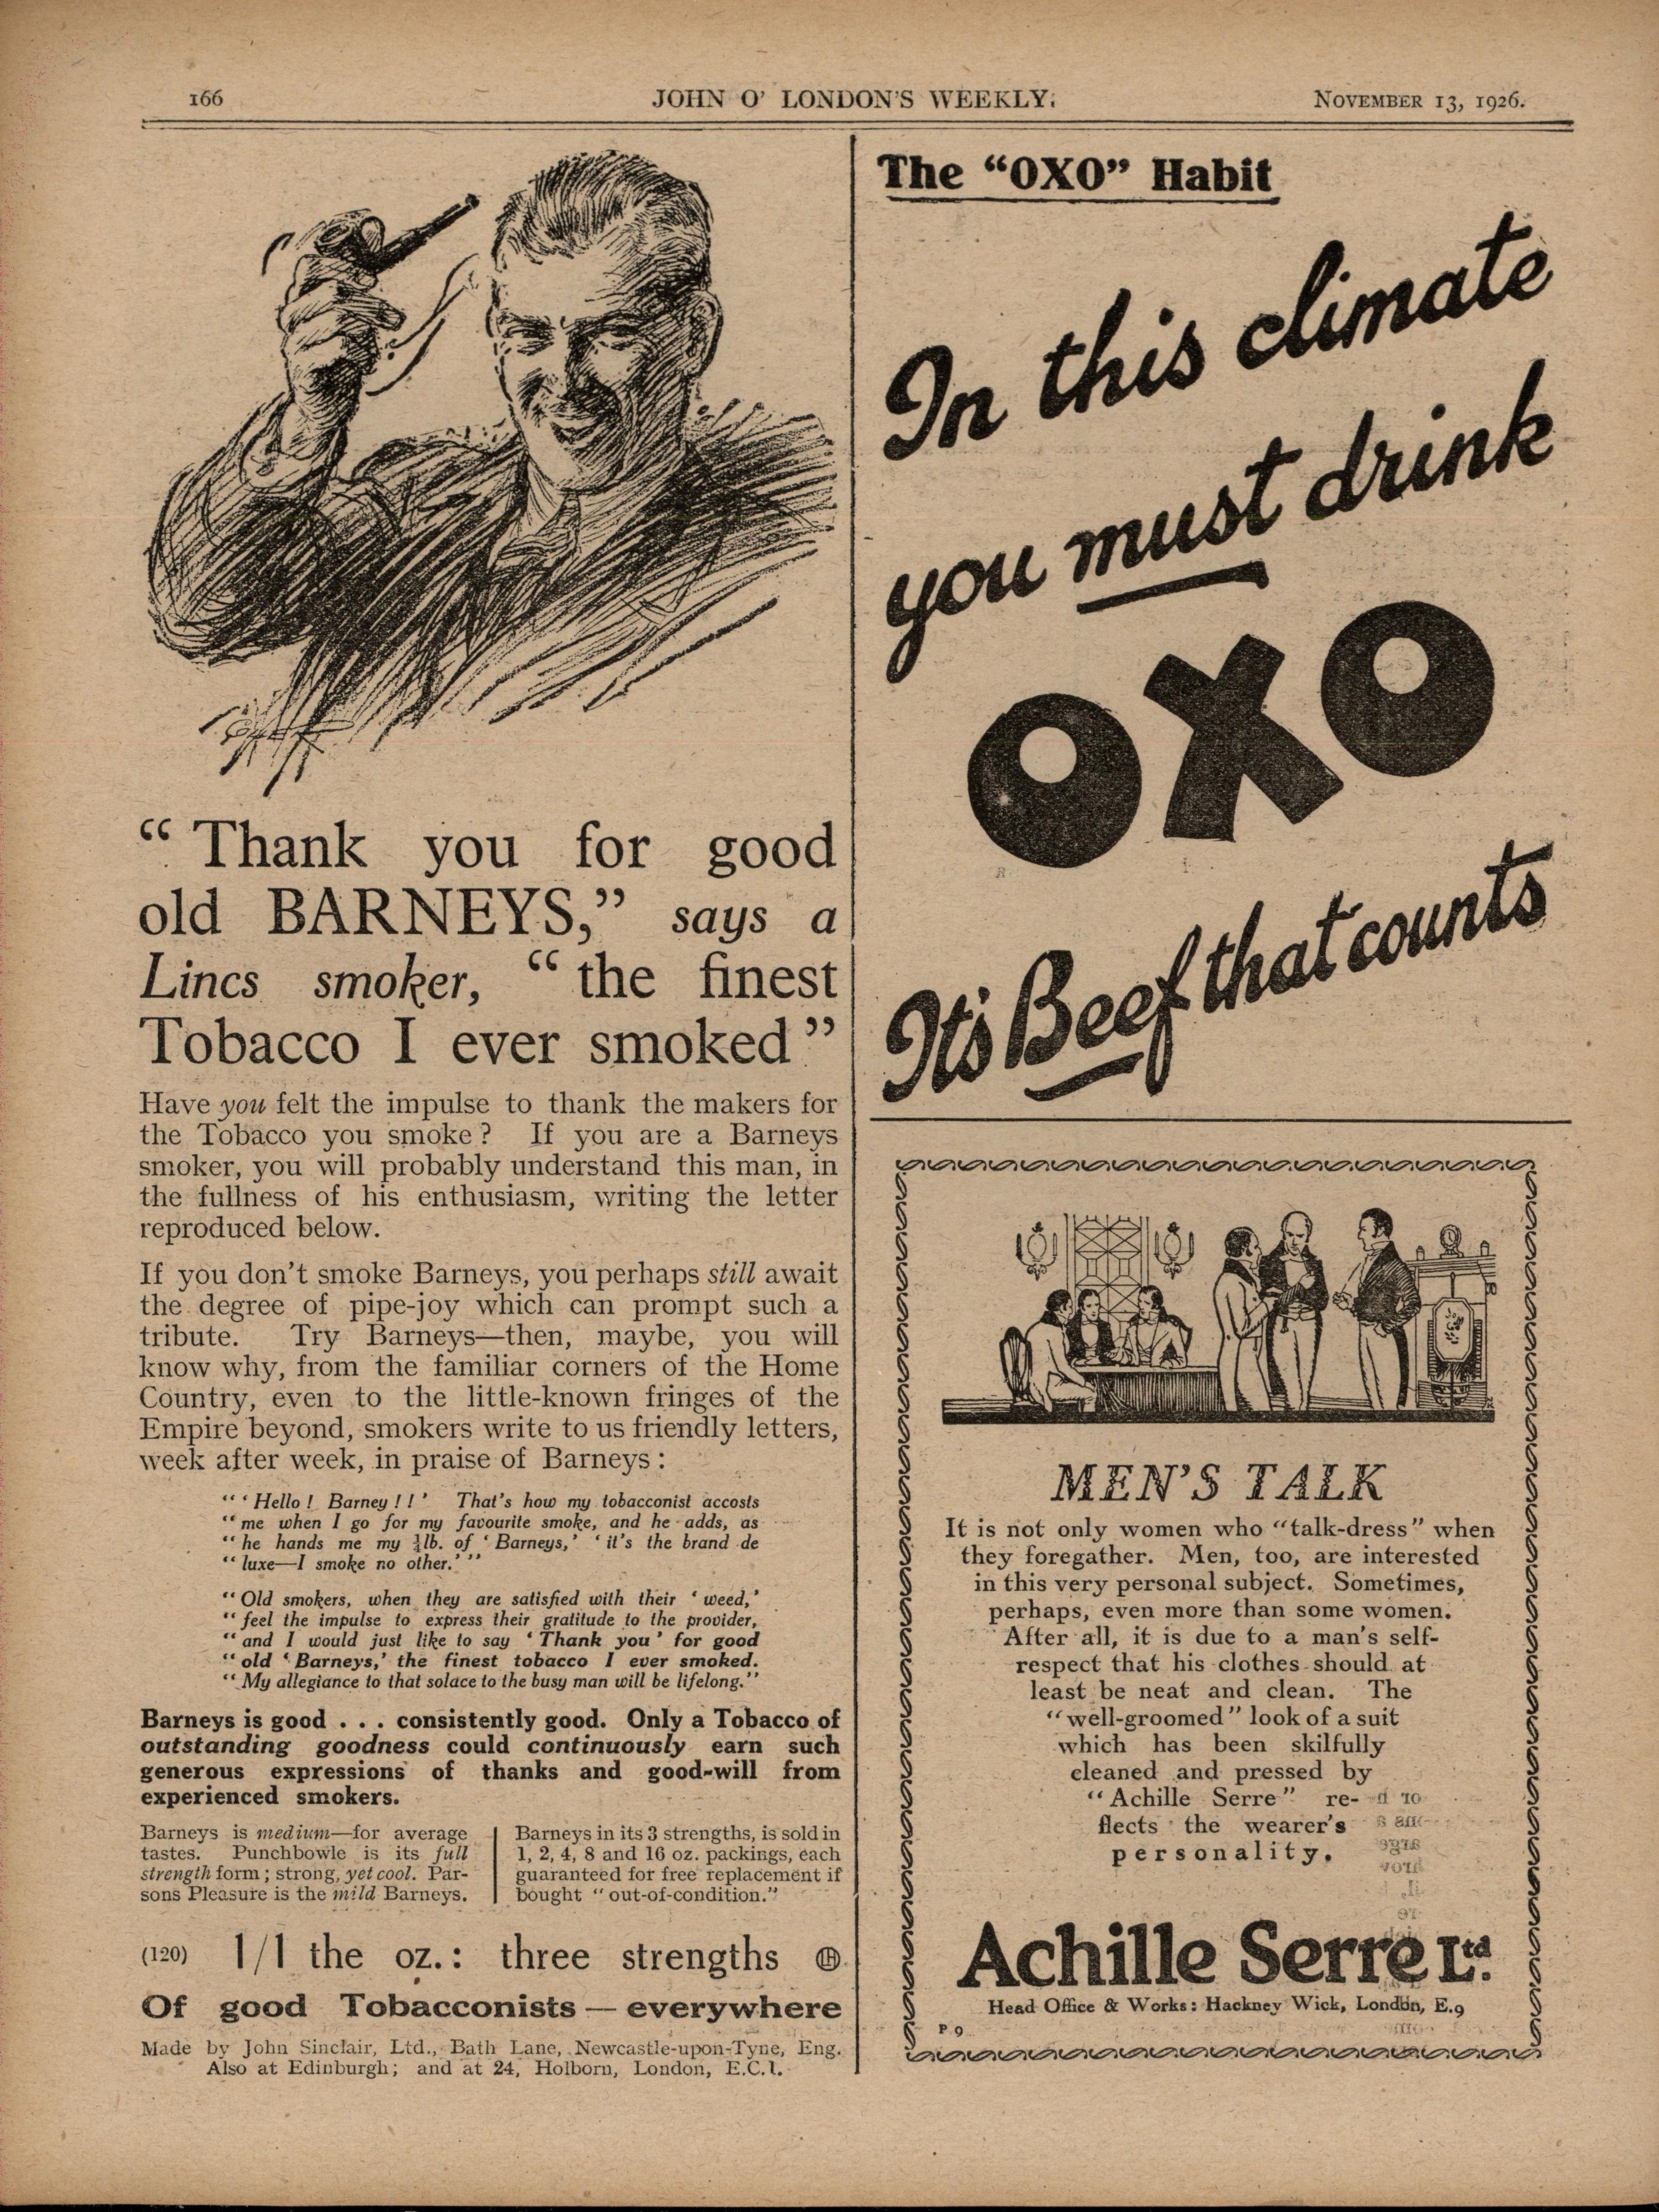 166
JOHN O' LONDON'S WEEKLY.
NOVEMBER 13, 1926.
“ Thank you for good
old BARNEYS,” says a
Lincs smoker, “ the finest
Tobacco I ever smoked ”
Have you felt the impulse to thank the makers for
the Tobacco you smoke ? If you are a Barneys
smoker, you will probably understand this man, in
the fullness of his enthusiasm, writing the letter
reproduced below.
If you don't smoke Barneys, you perhaps still await
the degree of pipe-joy which can prompt such a
tribute. Try Barneys—then, maybe, you will
know why, from the familiar corners of the Home
Country, even to the little-known fringes of the
Empire beyond, smokers write to us friendly letters,
week after week, in praise of Barneys :
“ ‘ Hello ! Barney ! ! ’ That's how my tobacconist accosts
“ me when I go for my favourite smoke, and he adds, as
“ he hands me my ¼lb. of ‘ Barneys,’ ‘ it's the brand de
“ luxe—I smoke no other.’ ”
“ Old smokers, when they are satisfied with their ‘ weed,’
“ feel the impulse to express their gratitude to the provider,
“ and I would just like to say ‘ Thank you ’ for good
“ old ‘ Barneys,’ the finest tobacco I ever smoked.
“ My allegiance to that solace to the busy man will be lifelong.”
Barneys is good . . . consistently good. Only a Tobacco of
outstanding goodness could continuously earn such
generous expressions of thanks and good-will from
experienced smokers.
Barneys is medium—for average
tastes. Punchbowle is its full
strength form ; strong, yet cool. Par-
sons Pleasure is the mild Barneys.
Barneys in its 3 strengths, is sold in
1, 2, 4, 8 and 16 oz. packings, each
guaranteed for free replacement if
bought “ out-of-condition.”
(120) 1/1 the oz. : three strengths
Of good Tobacconists — everywhere
Made by John Sinclair, Ltd., Bath Lane, Newcastle-upon-Tyne, Eng.
Also at Edinburgh ; and at 24, Holborn, London, E.C.1.
The “OXO” Habit
In this climate
you must drink
OXO
It's Beef that counts
MEN'S TALK
It is not only women who “talk-dress” when
they foregather. Men, too, are interested
in this very personal subject. Sometimes,
perhaps, even more than some women.
After all, it is due to a man's self-
respect that his clothes should at
least be neat and clean. The
“well-groomed” look of a suit
which has been skilfully
cleaned and pressed by
“Achille Serre” re-
flects the wearer's
personality.
Achille Serre Ltd.
Head Office & Works: Hackney Wick, London, E.9
P 9